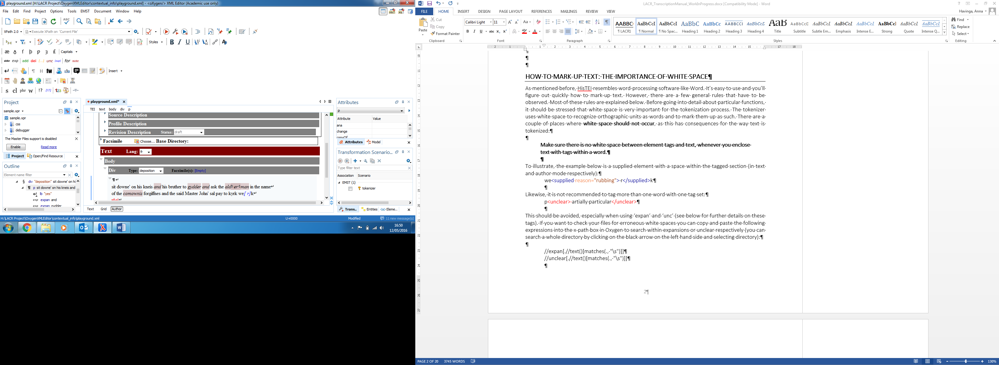 playground.xml [H:\LACR Project\OxygenXMLEditor\contextual_info\playground.xml] - <oXygen/> XML Editor (Academic use only)
File Edit Find Project Options Tools EMST Document Window Help
XPath 2.0 Execute XPath on 'Current File'
Styles B I U
æ ð ſ þ ƿ ȝ £ Capitals
abbr exp add del [...] unc [sup] for note
¶ H fw Insert
s cl phr w !? [!?] 123
Project
sample.xpr
sample.xpr
css
debugger
The Master Files support is disabled
Enable Read more
Project Open/Find Resource
Outline
Element name filter
§ div "deposition" sit downe' on hi
¶ p sit downe' on his kneis and
lb "yes"
exp expan and
exp expan gydder
playground.xml*
TEI text body div p
Source Description
Profile Description
Revision Description Status: draft
Facsimile Choose... Base Directory:
Text Lang: fr
Body
Div Type: deposition Facsimile(s): [Empty]
¶↵
sit downe' on his kneis and his bruther to gydder and ask the alderman in the name↵
of the comownis forgiffnes and the said Master John' sal pay to kyrk we[ r]k↵
Text Grid Author
Attributes
p
Attribute Value
ana
change
copyOf
Attributes Model
Transformation Scenario...
Type filter text
Association Scenario
EMST (1)
tokenizer
Trans.. Entities <x> Eleme..
H:\LACR Project\OxygenXMLEditor\contextual_info\playground.xml U+0000 Modified 11 new message(s)
16:50
12/05/2016
LACR_TranscriptionManual_WorkInProgress.docx [Compatibility Mode] - Word
FILE HOME INSERT DESIGN PAGE LAYOUT REFERENCES MAILINGS REVIEW VIEW Havinga, Anna
Paste Cut Copy Format Painter
Calibri Light 11
B I U abc x₂ x²
Clipboard Font Paragraph Styles Editing
AABBC AaBbCcI AaBbCcI AaBbC AaBbCc AABBCCI AaBbCcD AaB AaBbCcD AaBbCcI AaBbCcI AaBbCcI AaBbCcI AaBbCcI AaBbCcI
¶ LACR1 ¶ Normal ¶ No Spac... Heading 1 Heading 2 Heading 3 Heading 4 Title Subtitle Subtle Em... Emphasis Intense E... Strong Quote Intense Q...
Find Replace Select
HOW·TO·MARK-UP·TEXT:·THE·IMPORTANCE·OF·WHITE·SPACE¶
As·mentioned·before,·HisTEI·resembles·word-processing·software·like·Word.·It's·easy·to·use·and·you'll·
figure·out·quickly·how·to·mark-up·text.·However,·there·are·a·few·general·rules·that·have·to·be·
observed.·Most·of·these·rules·are·explained·below.·Before·going·into·detail·about·particular·functions,·
it·should·be·stressed·that·white·space·is·very·important·for·the·tokenization·process.·The·tokenizer·
uses·white·space·to·recognize·orthographic·units·as·words·and·to·mark·them·up·as·such.·There·are·a·
couple·of·places·where·white·space·should·not·occur,·as·this·has·consequences·for·the·way·text·is·
tokenized:¶
¶
Make·sure·there·is·no·white·space·between·element·tags·and·text,·whenever·you·enclose·
text·with·tags·within·a·word.¶
¶
To·illustrate,·the·example·below·is·a·supplied·element·with·a·space·within·the·tagged·section·(in·text·
and·author·mode·respectively):¶
we<supplied·reason="rubbing">·r</supplied>k¶
¶
Likewise,·it·is·not·recommended·to·tag·more·than·one·word·with·one·tag·set:¶
p<unclear>·artially·particular</unclear>¶
¶
This·should·be·avoided,·especially·when·using·'expan'·and·'unc'·(see·below·for·further·details·on·these·
tags).·If·you·want·to·check·your·files·for·erroneous·white·spaces·you·can·copy·and·paste·the·following·
expressions·into·the·x-path·box·in·Oxygen·to·search·within·expansions·or·unclear·respectively·(you·can·
search·a·whole·directory·by·clicking·on·the·black·arrow·on·the·left·hand·side·and·selecting·directory):¶
¶
//expan[.//text()[matches(.,·"\s")]]¶
//unclear[.//text()[matches(.,·"\s")]]¶
¶
2¶
PAGE 2 OF 20 3745 WORDS 130%